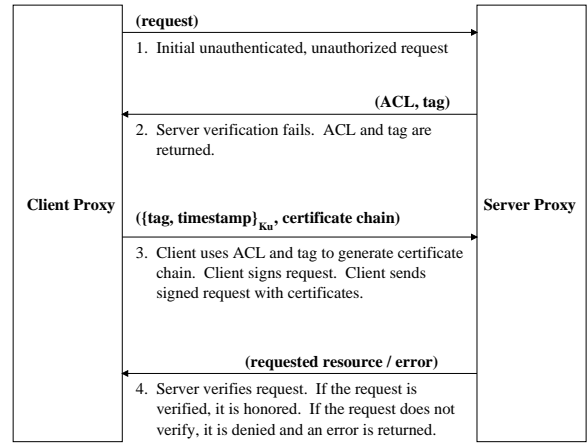 (request)
1. Initial unauthenticated, unauthorized request
(ACL, tag)
2. Server verification fails. ACL and tag are
returned.
Client Proxy
Server Proxy
({tag, timestamp}Ku, certificate chain)
3. Client uses ACL and tag to generate certificate
chain. Client signs request. Client sends
signed request with certificates.
(requested resource / error)
4. Server verifies request. If the request is
verified, it is honored. If the request does not
verify, it is denied and an error is returned.